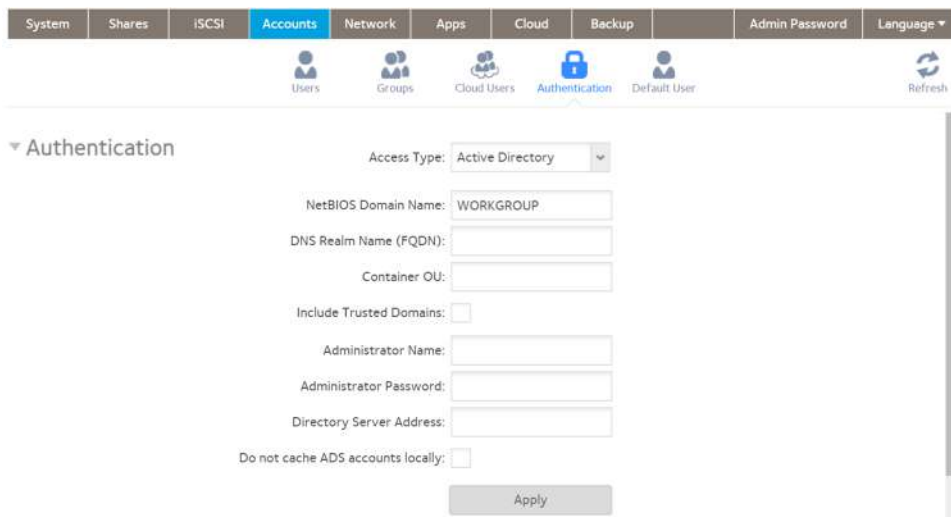 System Shares iSCSI Accounts Network Apps Cloud Backup Admin Password Language
Users Groups Cloud Users Authentication Default User Refresh
Authentication
Access Type: Active Directory
NetBIOS Domain Name: WORKGROUP
DNS Realm Name (FQDN):
Container OU:
Include Trusted Domains:
Administrator Name:
Administrator Password:
Directory Server Address:
Do not cache ADS accounts locally:
Apply